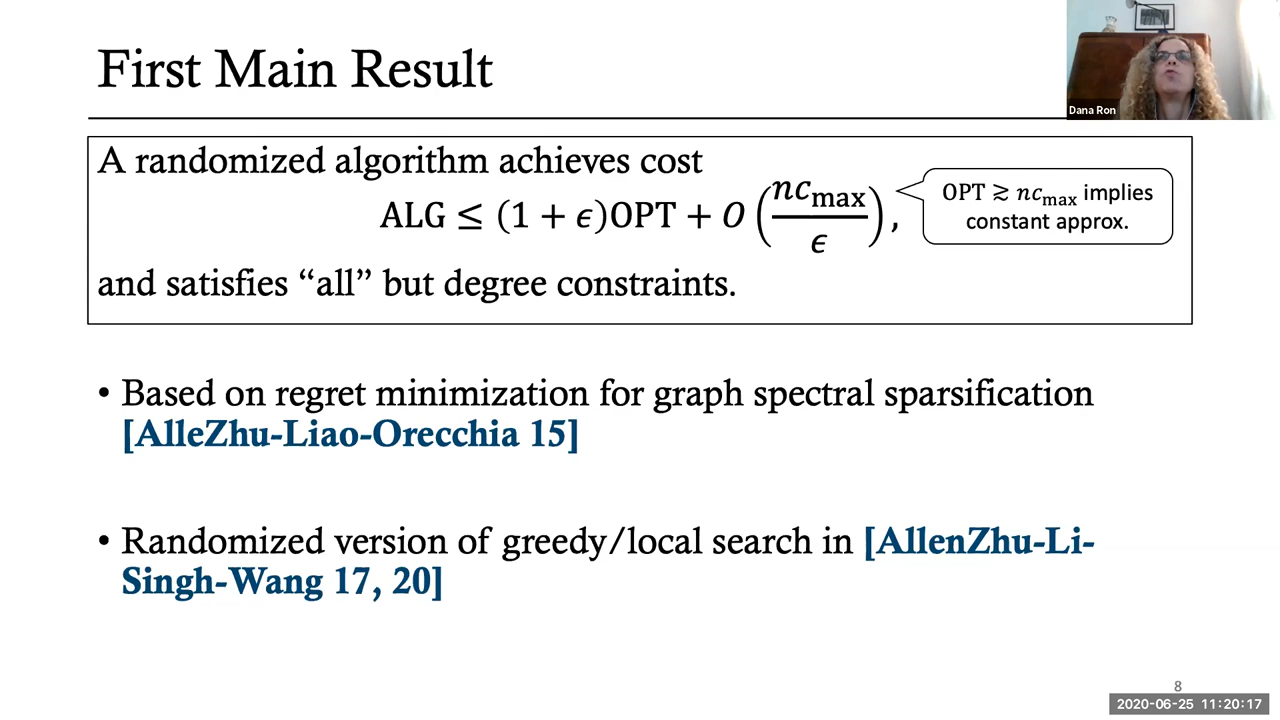 First Main Result
Dana Ron
A randomized algorithm achieves cost
ALG ≤ (1 + ϵ)OPT + O(nc_max/ϵ),
OPT ≳ nc_max implies
constant approx.
and satisfies “all” but degree constraints.
• Based on regret minimization for graph spectral sparsification
[AlleZhu-Liao-Orecchia 15]
• Randomized version of greedy/local search in [AllenZhu-Li-
Singh-Wang 17, 20]
8
2020-06-25 11:20:17